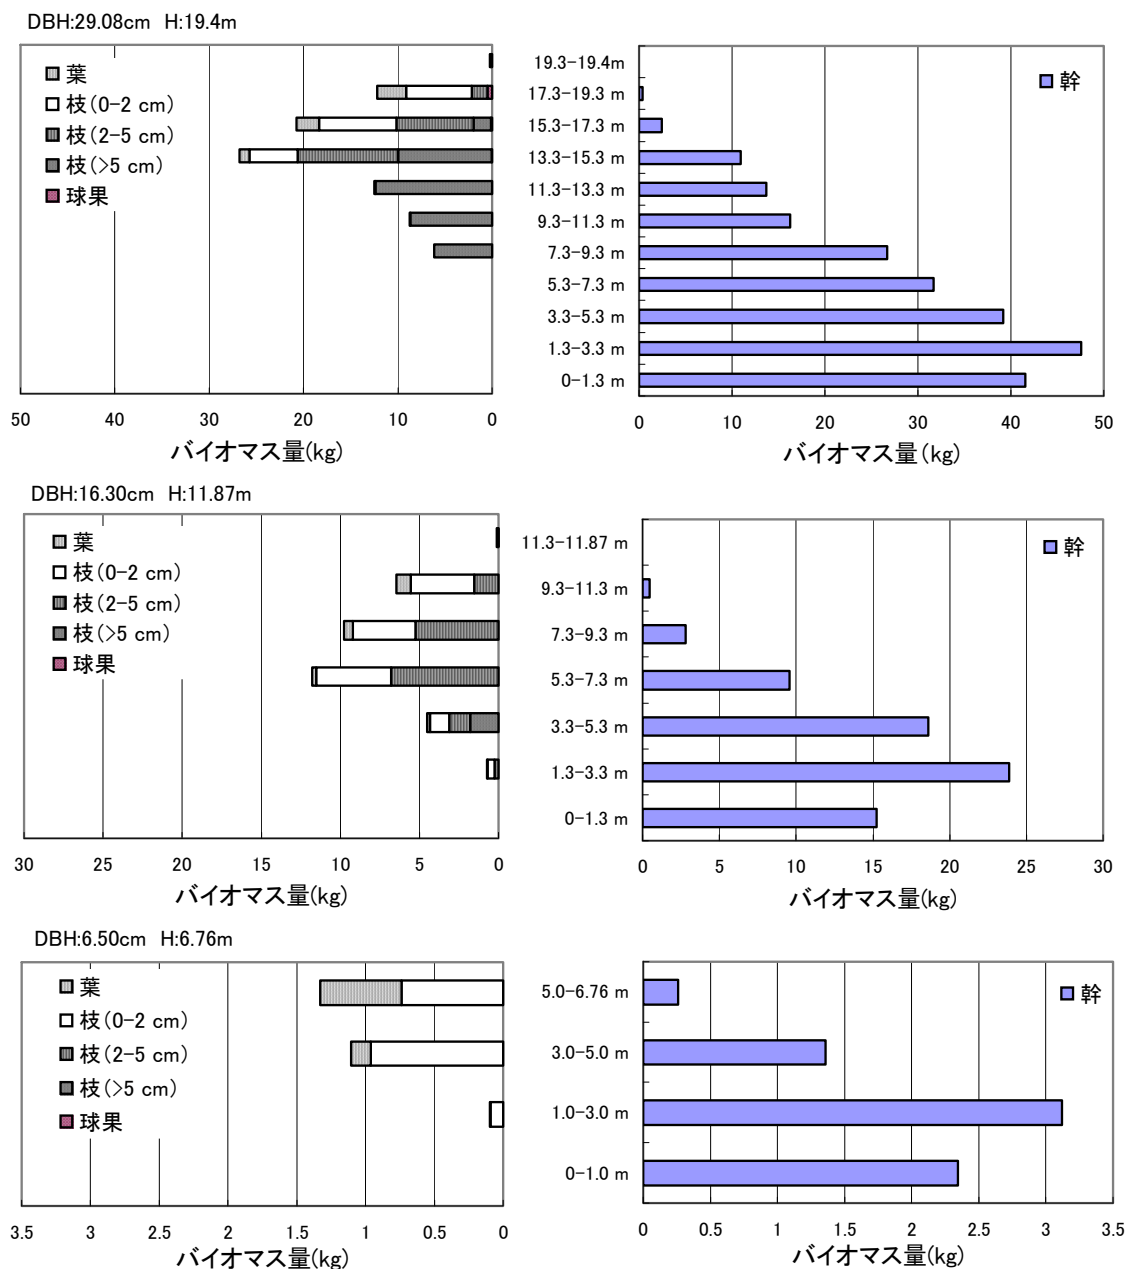 DBH:29.08cm H:19.4m
葉
枝(0-2 cm)
枝(2-5 cm)
枝(>5 cm)
球果
50 40 30 20 10 0
バイオマス量(kg)
19.3-19.4m
17.3-19.3 m
15.3-17.3 m
13.3-15.3 m
11.3-13.3 m
9.3-11.3 m
7.3-9.3 m
5.3-7.3 m
3.3-5.3 m
1.3-3.3 m
0-1.3 m
幹
0 10 20 30 40 50
バイオマス量(kg)
DBH:16.30cm H:11.87m
葉
枝(0-2 cm)
枝(2-5 cm)
枝(>5 cm)
球果
30 25 20 15 10 5 0
バイオマス量(kg)
11.3-11.87 m
9.3-11.3 m
7.3-9.3 m
5.3-7.3 m
3.3-5.3 m
1.3-3.3 m
0-1.3 m
幹
0 5 10 15 20 25 30
バイオマス量(kg)
DBH:6.50cm H:6.76m
葉
枝(0-2 cm)
枝(2-5 cm)
枝(>5 cm)
球果
3.5 3 2.5 2 1.5 1 0.5 0
バイオマス量(kg)
5.0-6.76 m
3.0-5.0 m
1.0-3.0 m
0-1.0 m
幹
0 0.5 1 1.5 2 2.5 3 3.5
バイオマス量(kg)